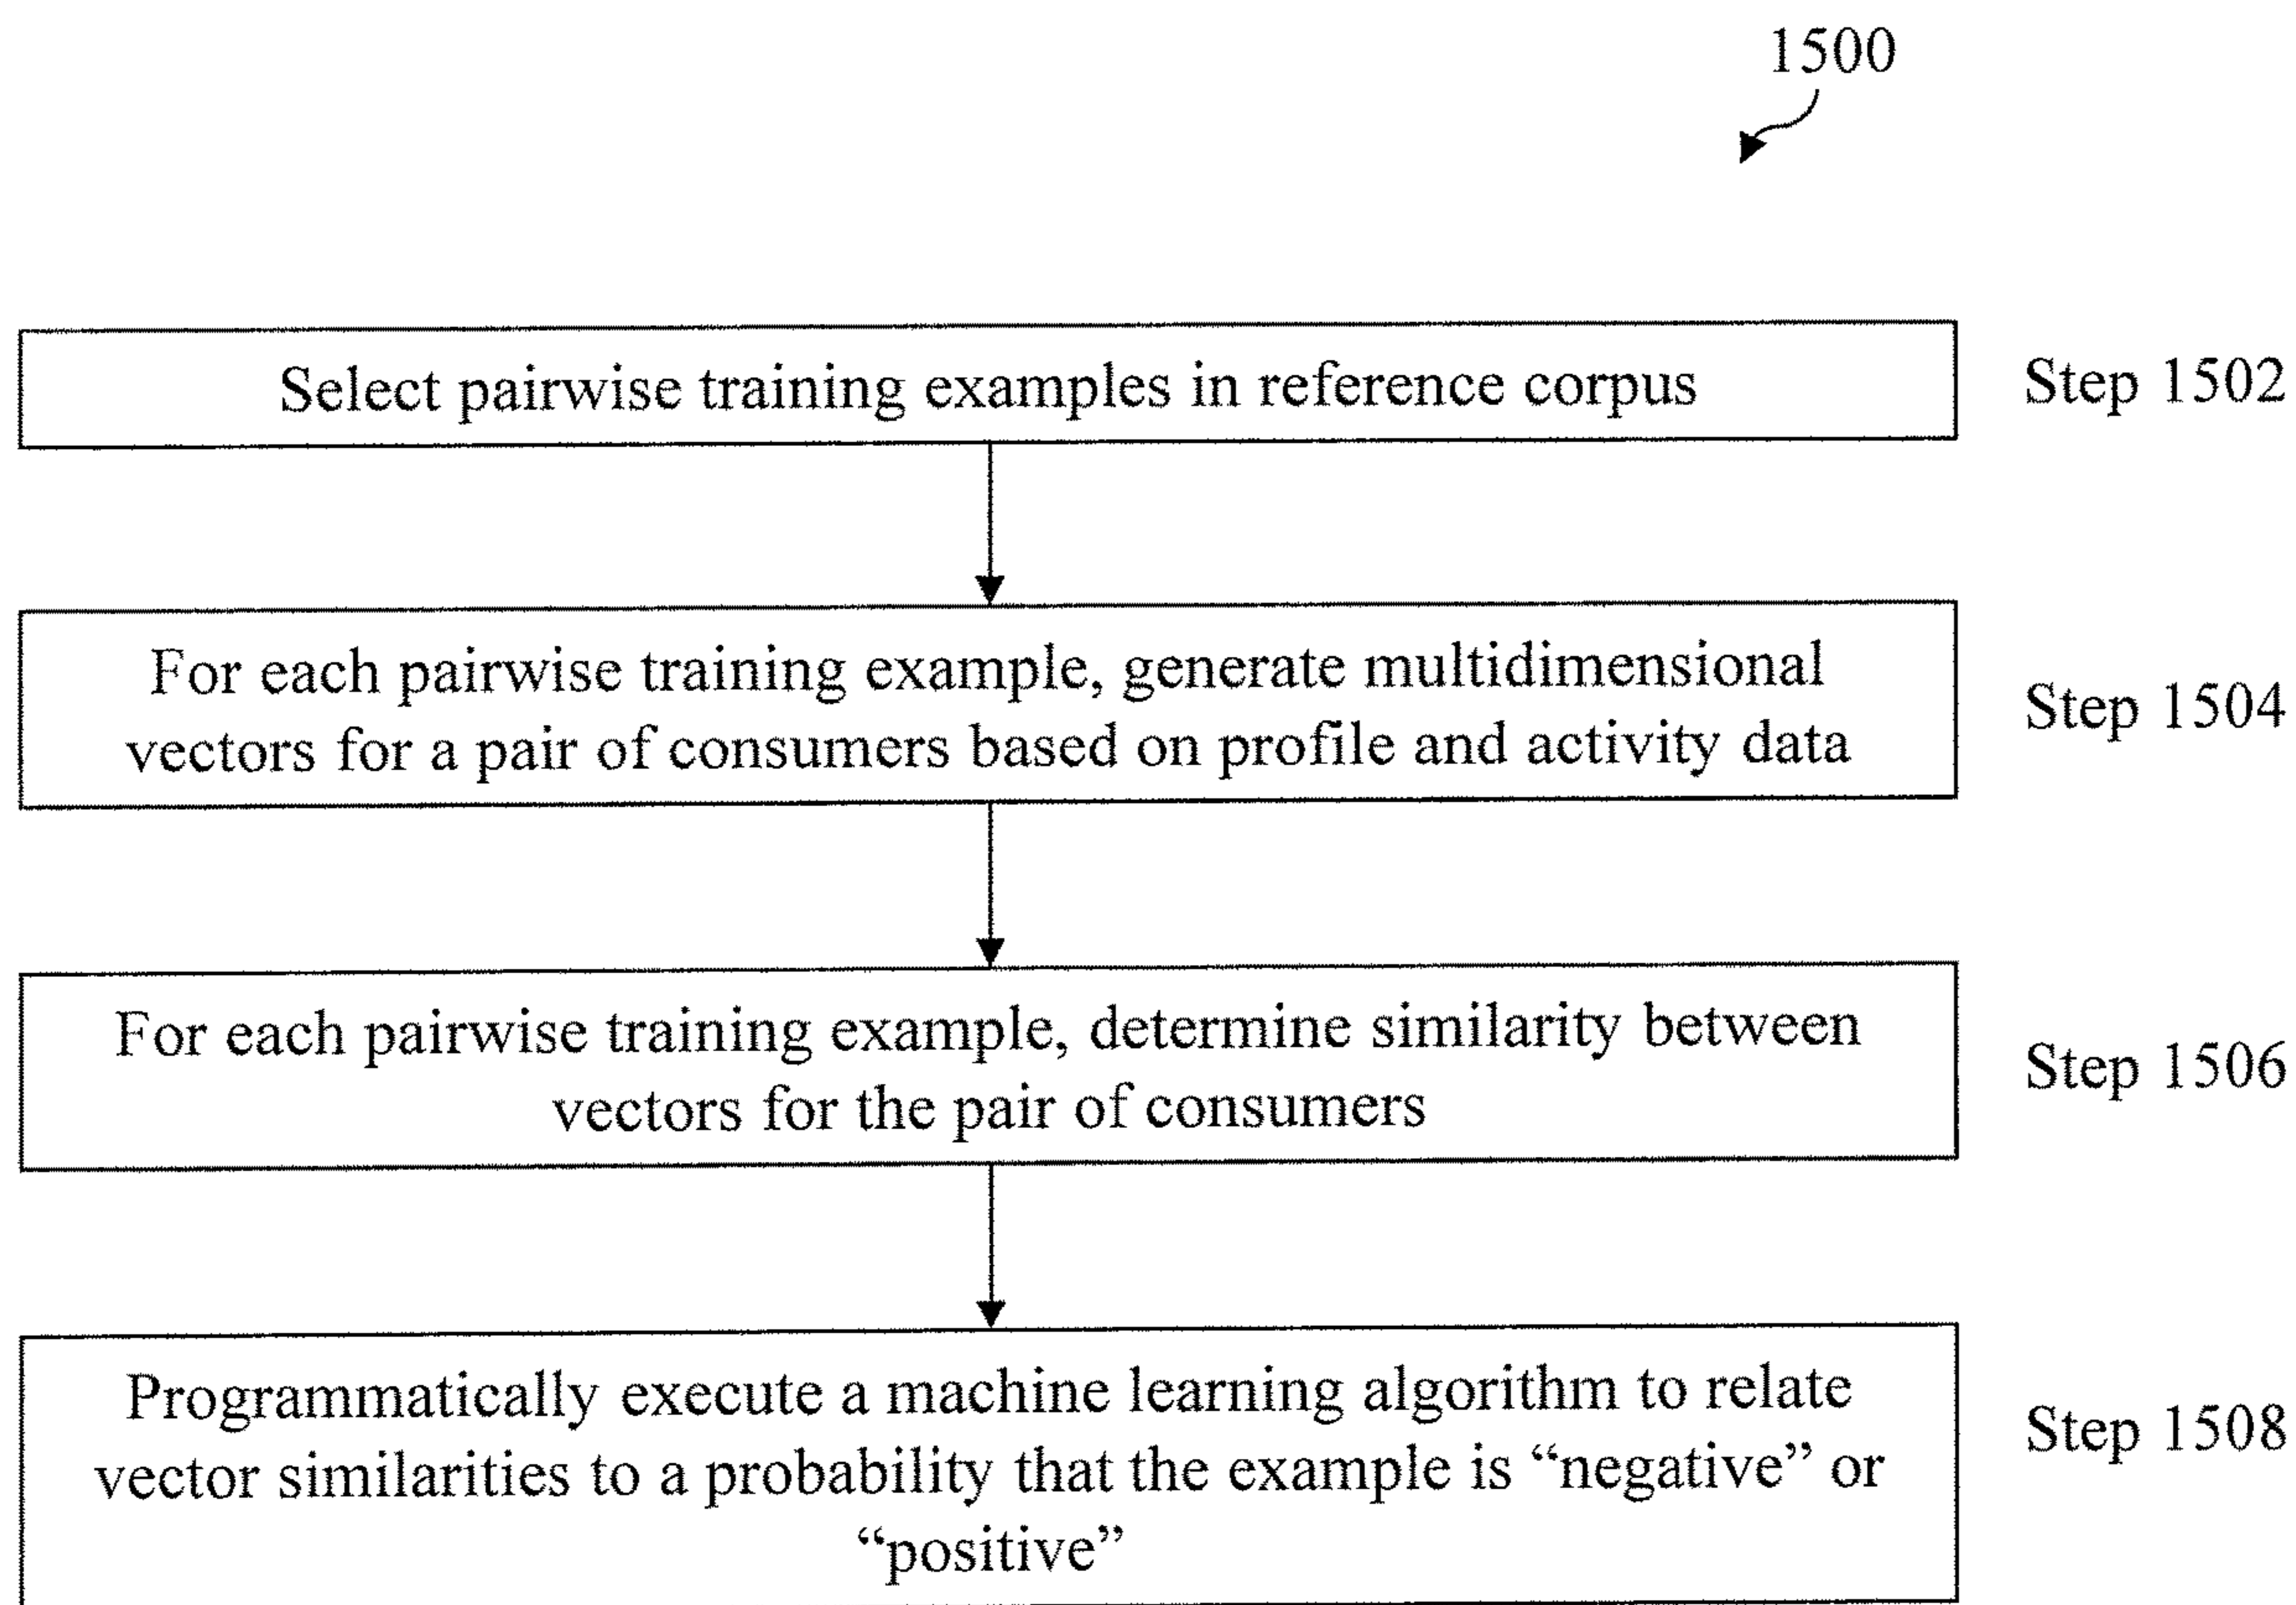 1500
Select pairwise training examples in reference corpus
Step 1502
For each pairwise training example, generate multidimensional
vectors for a pair of consumers based on profile and activity data
Step 1504
For each pairwise training example, determine similarity between
vectors for the pair of consumers
Step 1506
Programmatically execute a machine learning algorithm to relate
vector similarities to a probability that the example is “negative” or
“positive”
Step 1508